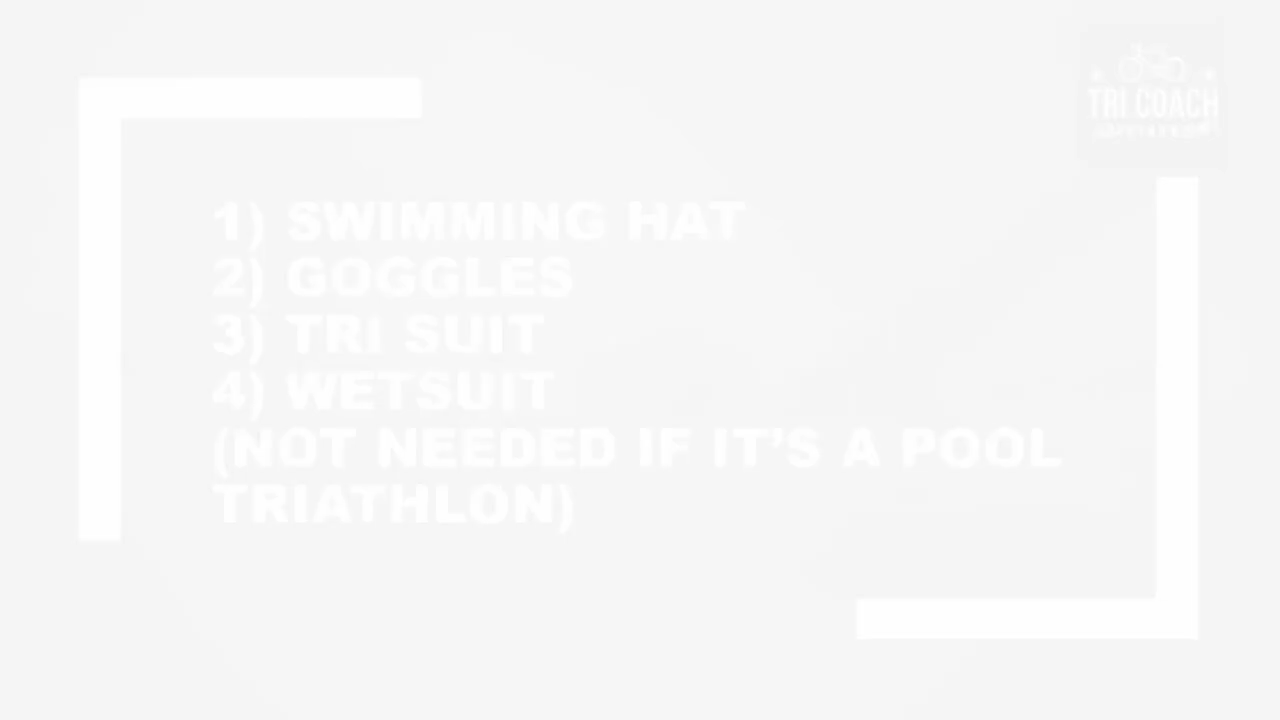 TRI COACH
1) SWIMMING HAT
2) GOGGLES
3) TRI SUIT
4) WETSUIT
(NOT NEEDED IF IT’S A POOL
TRIATHLON)